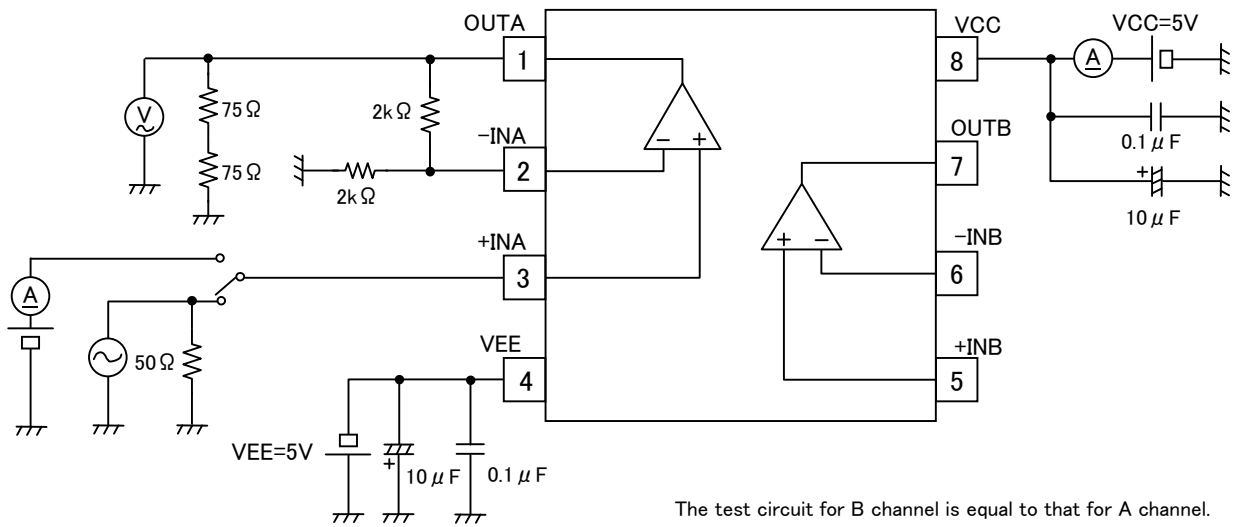 OUTA
1
75Ω
75Ω
V
2kΩ
-INA
2
2kΩ
+INA
3
A
50Ω
VEE
4
VEE=5V
+
10μF
0.1μF
- +
+ -
VCC
8
A
VCC=5V
0.1μF
+
10μF
OUTB
7
-INB
6
+INB
5
The test circuit for B channel is equal to that for A channel.